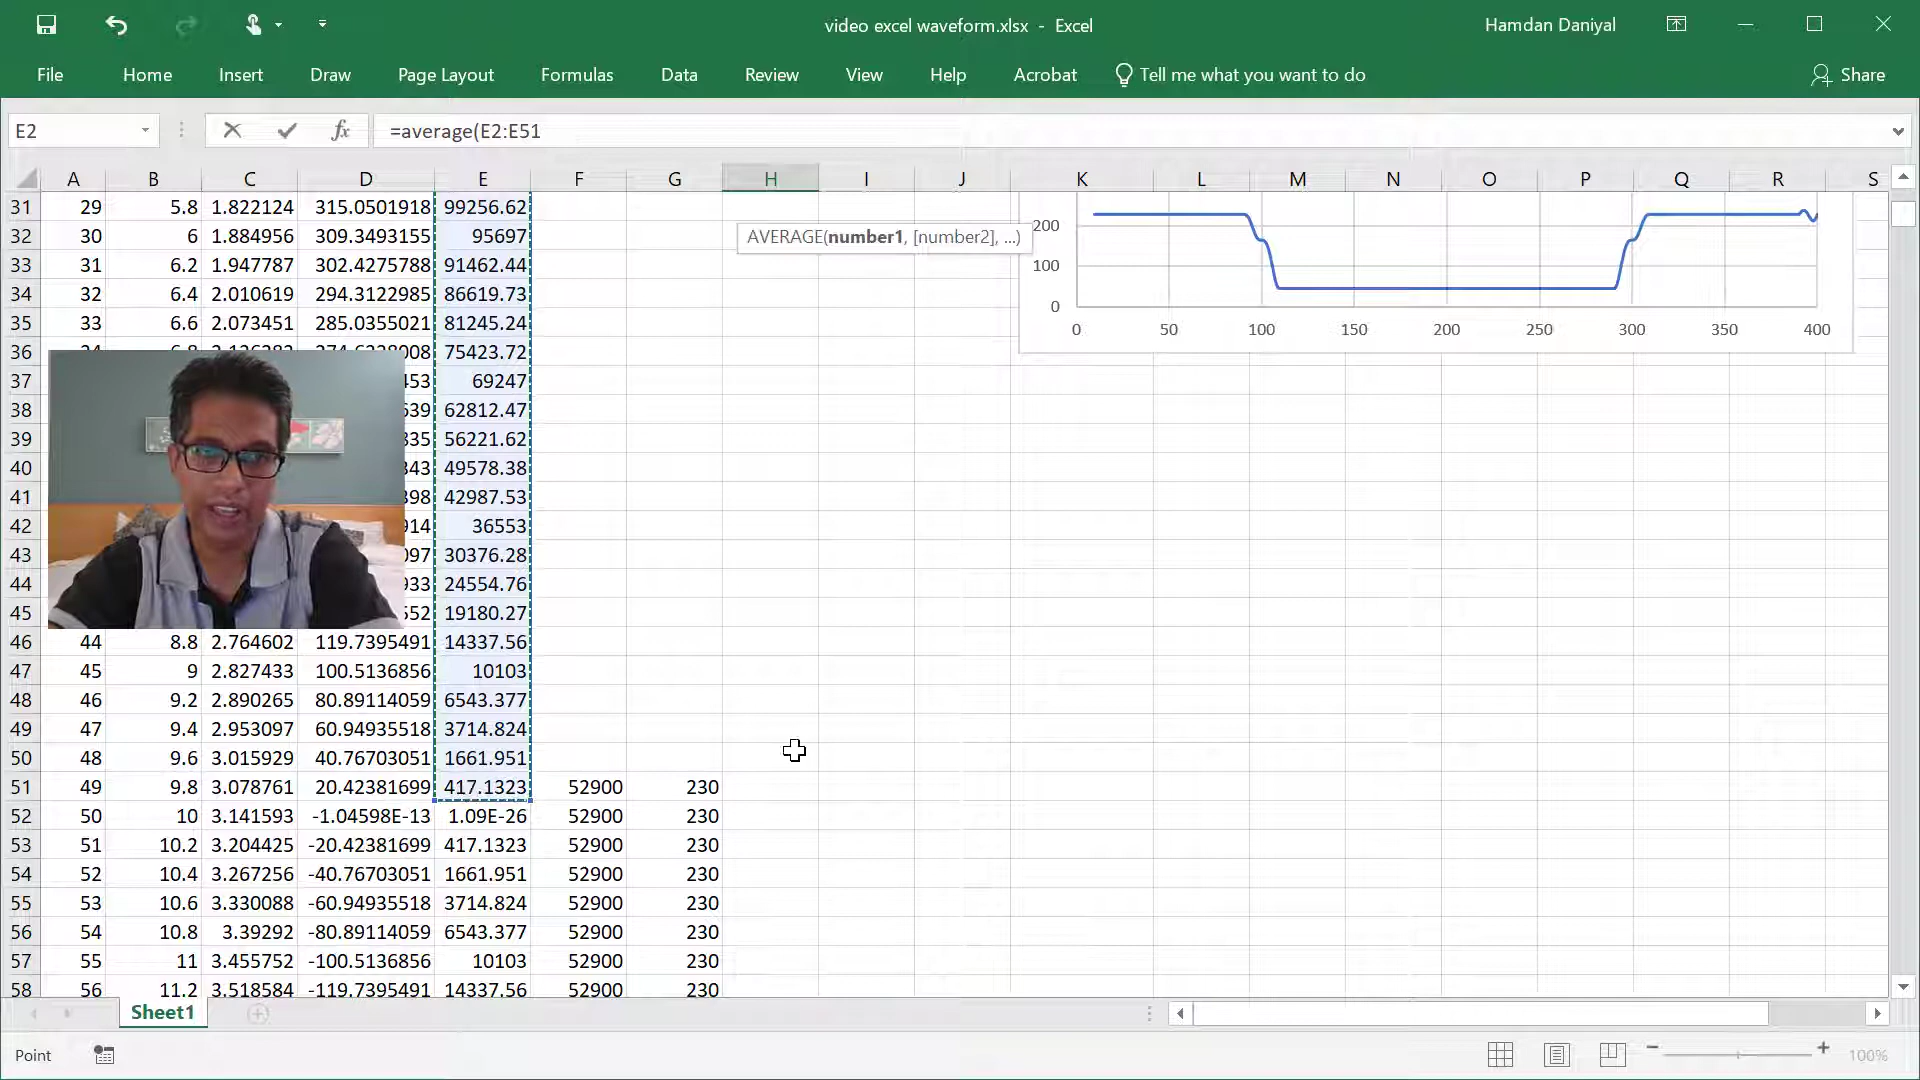 video excel waveform.xlsx - Excel
Hamdan Daniyal
File Home Insert Draw Page Layout Formulas Data Review View Help Acrobat Tell me what you want to do Share
E2 fx =average(E2:E51
A B C D E F G H I J K L M N O P Q R S
31 29 5.8 1.822124 315.0501918 99256.62
32 30 6 1.884956 309.3493155 95697
33 31 6.2 1.947787 302.4275788 91462.44
34 32 6.4 2.010619 294.3122985 86619.73
35 33 6.6 2.073451 285.0355021 81245.24
36 75423.72
37 453 69247
38 639 62812.47
39 335 56221.62
40 343 49578.38
41 398 42987.53
42 914 36553
43 097 30376.28
44 933 24554.76
45 552 19180.27
46 44 8.8 2.764602 119.7395491 14337.56
47 45 9 2.827433 100.5136856 10103
48 46 9.2 2.890265 80.89114059 6543.377
49 47 9.4 2.953097 60.94935518 3714.824
50 48 9.6 3.015929 40.76703051 1661.951
51 49 9.8 3.078761 20.42381699 417.1323 52900 230
52 50 10 3.141593 -1.04598E-13 1.09E-26 52900 230
53 51 10.2 3.204425 -20.42381699 417.1323 52900 230
54 52 10.4 3.267256 -40.76703051 1661.951 52900 230
55 53 10.6 3.330088 -60.94935518 3714.824 52900 230
56 54 10.8 3.39292 -80.89114059 6543.377 52900 230
57 55 11 3.455752 -100.5136856 10103 52900 230
58 56 11.2 3.518584 -119.7395491 14337.56 52900 230
AVERAGE(number1, [number2], ...)
200
100
0
0 50 100 150 200 250 300 350 400
Sheet1
Point
100%